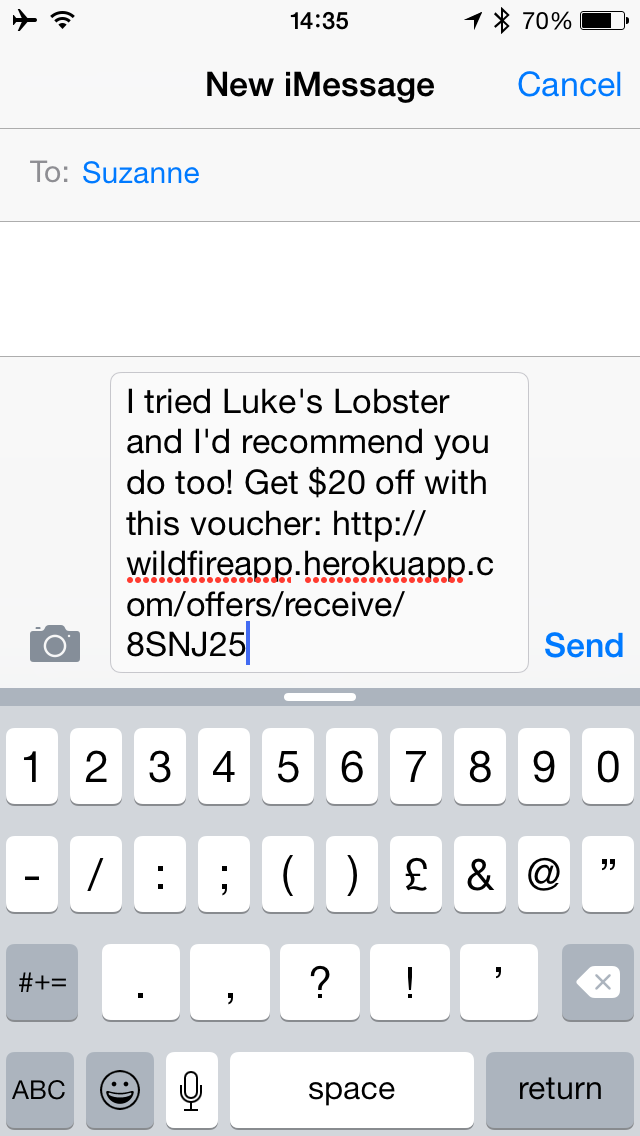 14:35 70%
New iMessage Cancel
To: Suzanne
I tried Luke's Lobster
and I'd recommend you
do too! Get $20 off with
this voucher: http://
wildfireapp.herokuapp.c
om/offers/receive/
8SNJ25
Send
1 2 3 4 5 6 7 8 9 0
- / : ; ( ) £ & @ ”
#+= . , ? ! ’
ABC space return